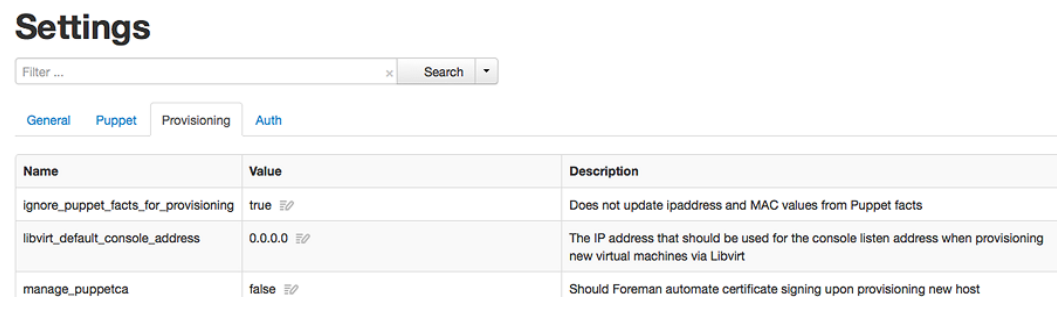 Settings
Filter ... × Search
General Puppet Provisioning Auth
Name Value Description
ignore_puppet_facts_for_provisioning true Does not update ipaddress and MAC values from Puppet facts
libvirt_default_console_address 0.0.0.0 The IP address that should be used for the console listen address when provisioning
new virtual machines via Libvirt
manage_puppetca false Should Foreman automate certificate signing upon provisioning new host